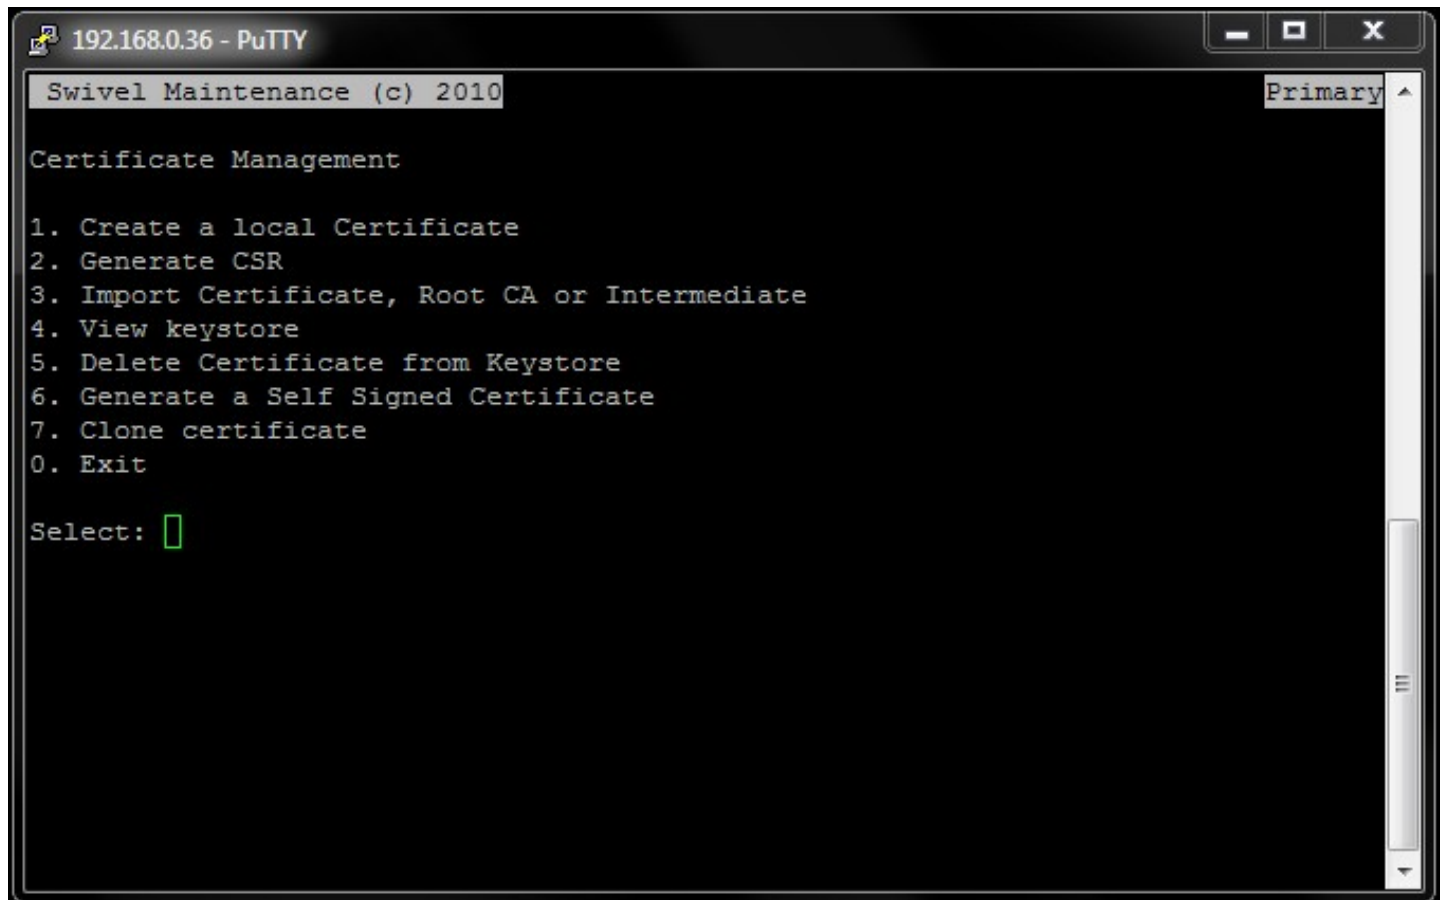 192.168.0.36 - PuTTY
Swivel Maintenance (c) 2010 Primary
Certificate Management
1. Create a local Certificate
2. Generate CSR
3. Import Certificate, Root CA or Intermediate
4. View keystore
5. Delete Certificate from Keystore
6. Generate a Self Signed Certificate
7. Clone certificate
0. Exit
Select: